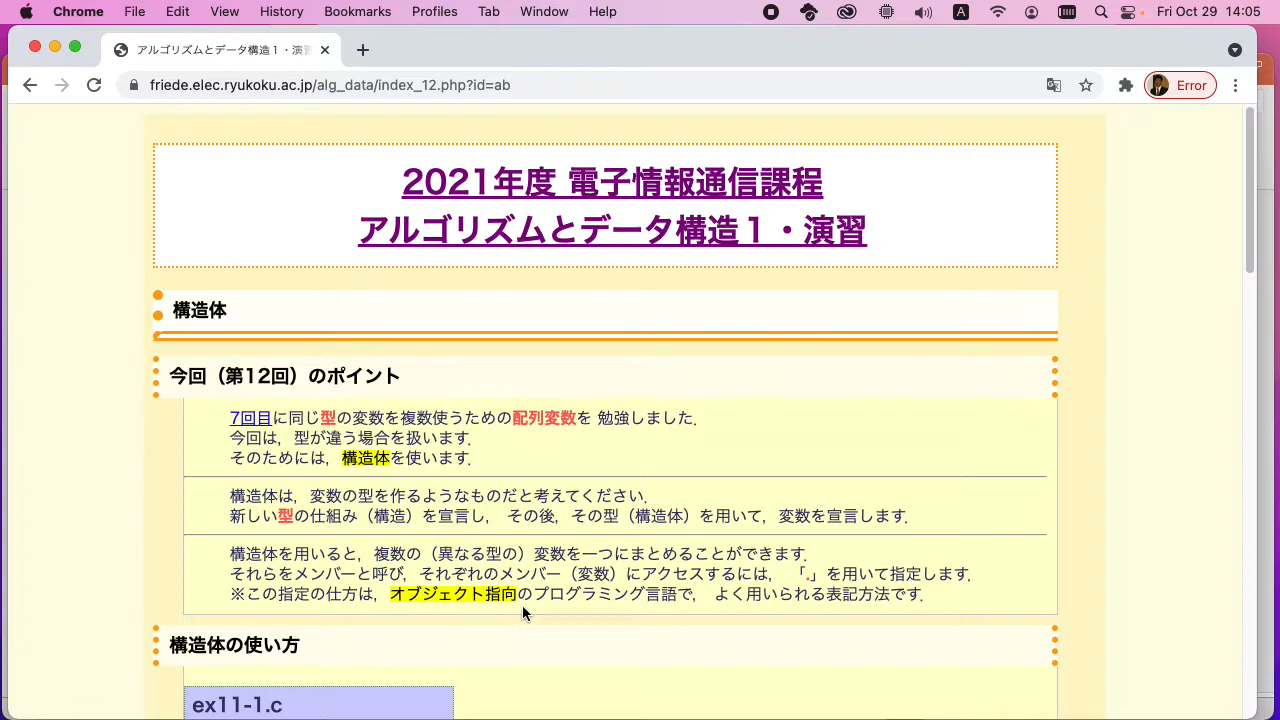 Chrome File Edit View History Bookmarks Profiles Tab Window Help A Fri Oct 29 14:05
アルゴリズムとデータ構造１・演習
friede.elec.ryukoku.ac.jp/alg_data/index_12.php?id=ab Error
2021年度 電子情報通信課程
アルゴリズムとデータ構造１・演習
構造体
今回（第12回）のポイント
7回目に同じ型の変数を複数使うための配列変数を 勉強しました．
今回は，型が違う場合を扱います．
そのためには，構造体を使います．
構造体は，変数の型を作るようなものだと考えてください．
新しい型の仕組み（構造）を宣言し， その後，その型（構造体）を用いて，変数を宣言します．
構造体を用いると，複数の（異なる型の）変数を一つにまとめることができます．
それらをメンバーと呼び，それぞれのメンバー（変数）にアクセスするには， 「.」を用いて指定します．
※この指定の仕方は，オブジェクト指向のプログラミング言語で， よく用いられる表記方法です．
構造体の使い方
ex11-1.c